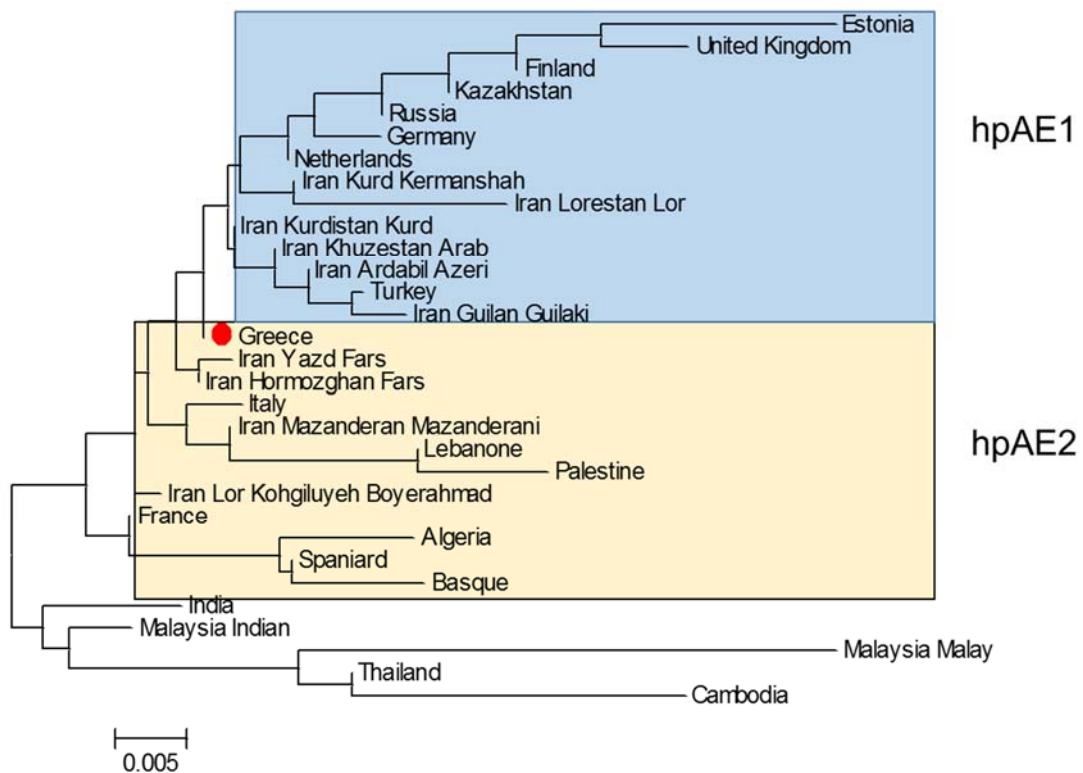 Estonia
United Kingdom
Finland
Kazakhstan
Russia
Germany
Netherlands
Iran Kurd Kermanshah
Iran Lorestan Lor
Iran Kurdistan Kurd
Iran Khuzestan Arab
Iran Ardabil Azeri
Turkey
Iran Guilan Guilaki
hpAE1
Greece
Iran Yazd Fars
Iran Hormozghan Fars
Italy
Iran Mazanderan Mazanderani
Lebanone
Palestine
Iran Lor Kohgiluyeh Boyerahmad
France
Algeria
Spaniard
Basque
hpAE2
India
Malaysia Indian
Malaysia Malay
Thailand
Cambodia
0.005